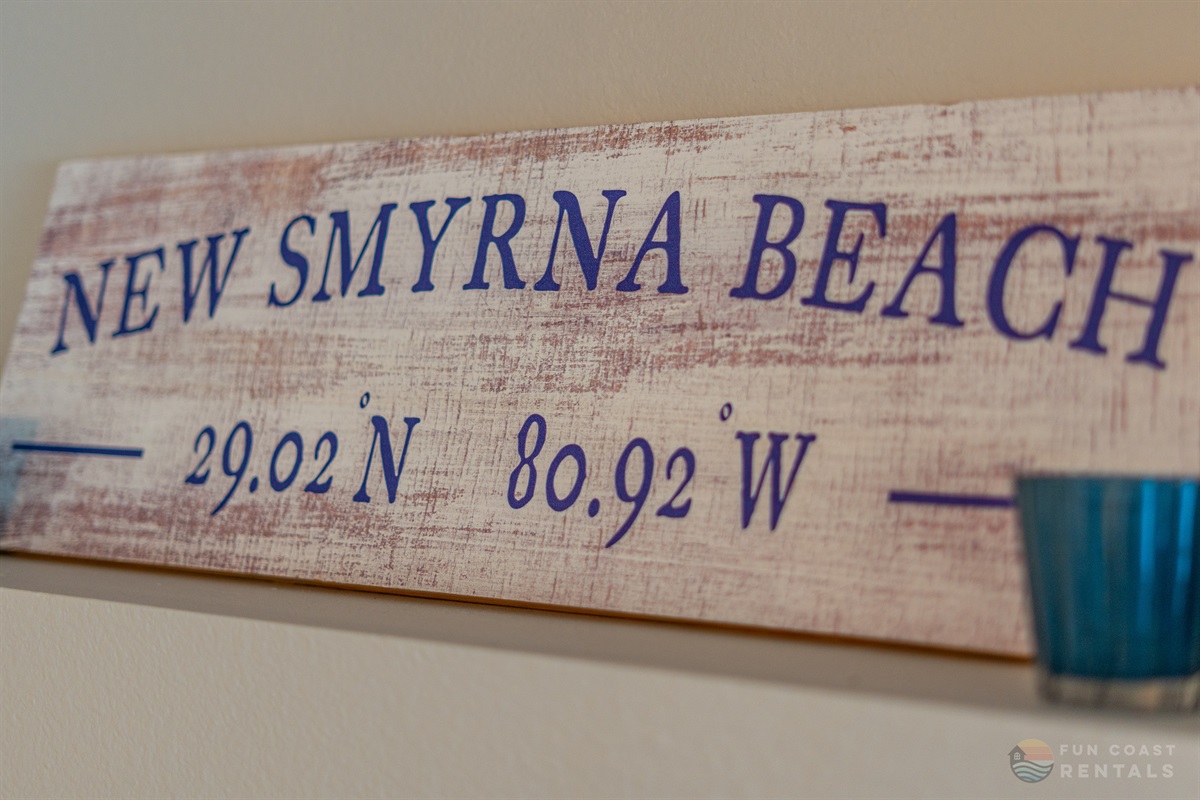 NEW SMYRNA BEACH
29.02 °N 80.92 °W
FUN COAST
RENTALS